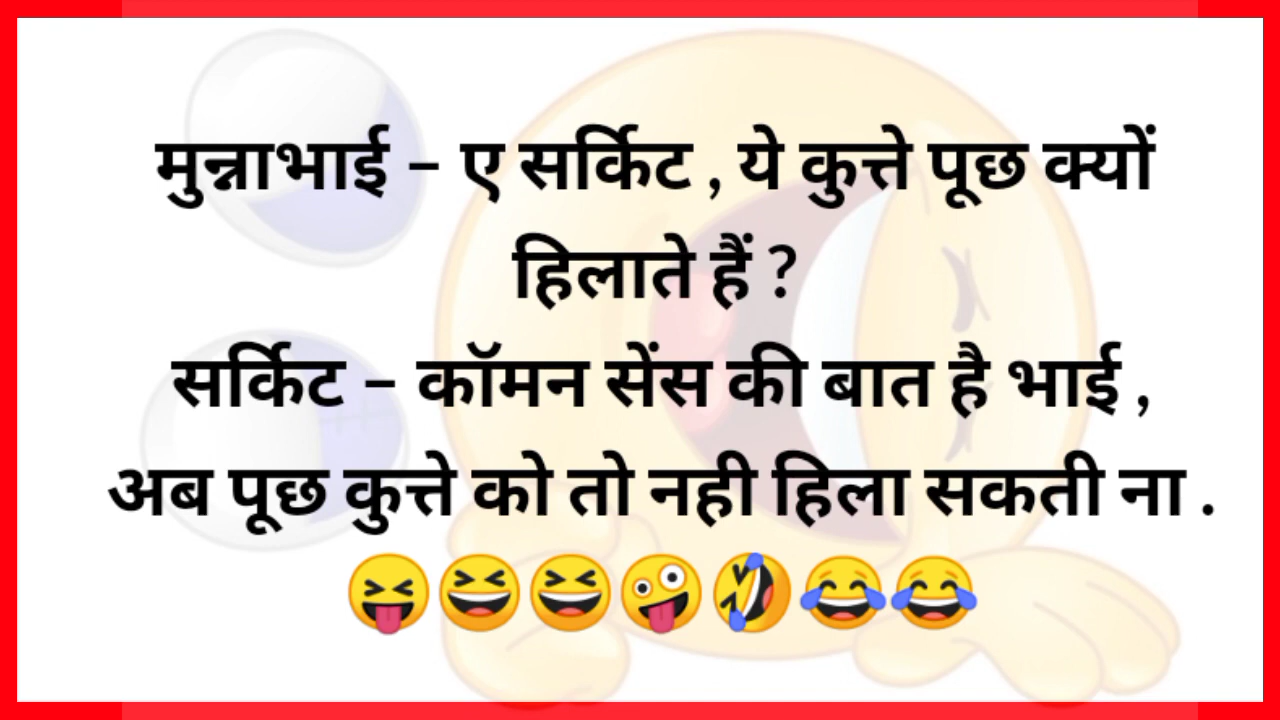 मुन्नाभाई – ए सर्किट , ये कुत्ते पूछ क्यों
हिलाते हैं ?
सर्किट – कॉमन सेंस की बात है भाई ,
अब पूछ कुत्ते को तो नही हिला सकती ना .
😝😆😆🤪🤣😂😂